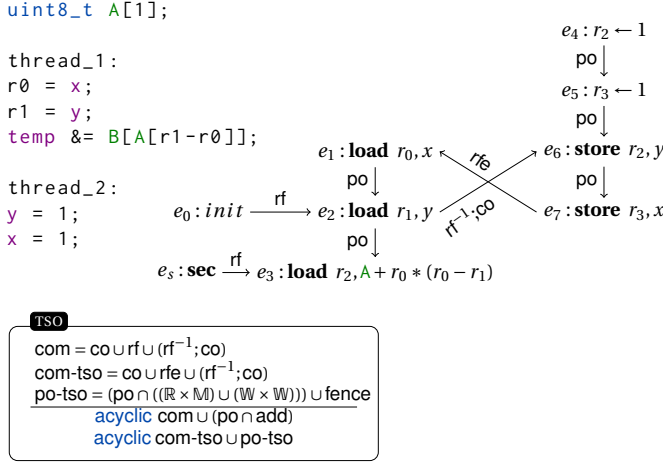 uint8_t A[1];
thread_1:
r0 = x;
r1 = y;
temp &= B[A[r1-r0]];
thread_2:
y = 1;
x = 1;
e₄ : r₂ ← 1
po
e₅ : r₃ ← 1
po
e₁ : load r₀, x
rfe
e₆ : store r₂, y
po
po
e₀ : init
rf
e₂ : load r₁, y
rf⁻¹;co
e₇ : store r₃, x
po
eₛ : sec
rf
e₃ : load r₂, A + r₀ * (r₀ − r₁)
TSO
com = co ∪ rf ∪ (rf⁻¹; co)
com-tso = co ∪ rfe ∪ (rf⁻¹; co)
po-tso = (po ∩ ((ℝ × 𝕄) ∪ (𝕎 × 𝕎))) ∪ fence
acyclic com ∪ (po ∩ add)
acyclic com-tso ∪ po-tso